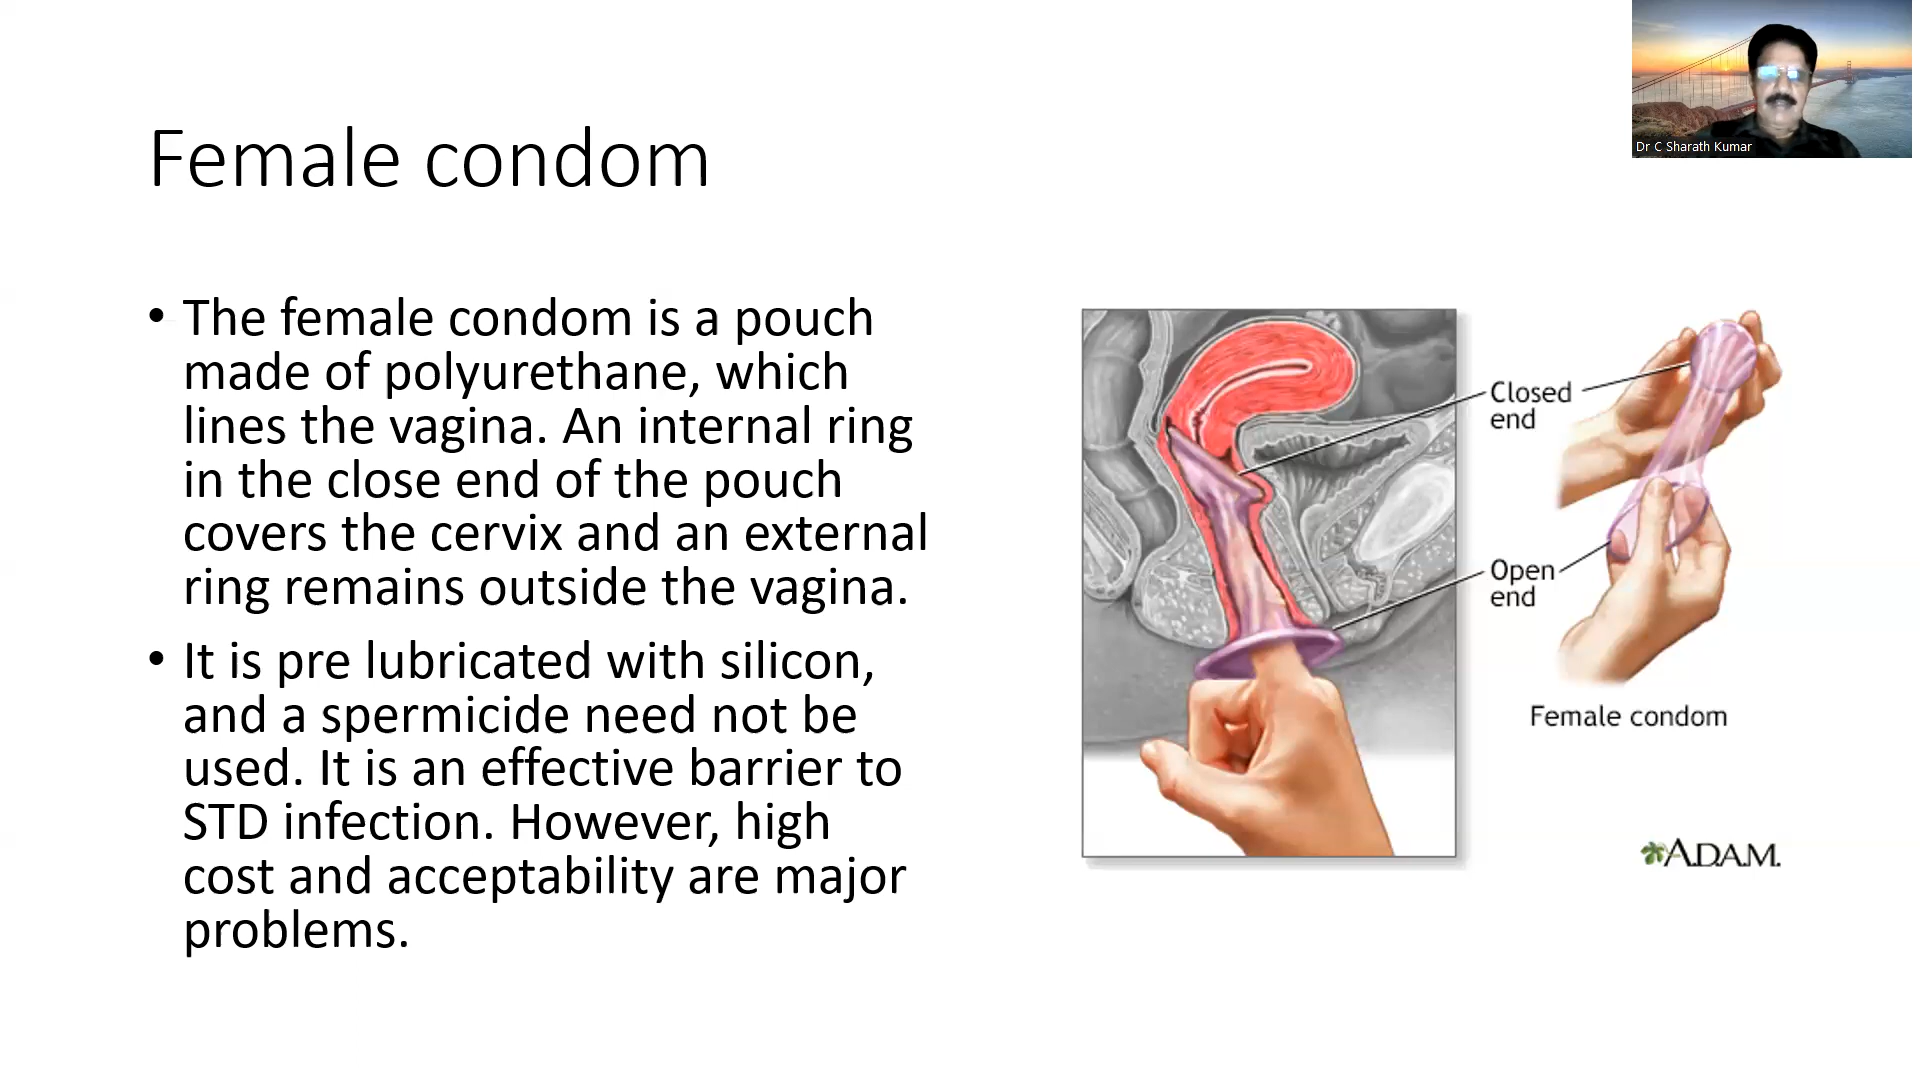 Dr C Sharath Kumar
Female condom
• The female condom is a pouch
made of polyurethane, which
lines the vagina. An internal ring
in the close end of the pouch
covers the cervix and an external
ring remains outside the vagina.
• It is pre lubricated with silicon,
and a spermicide need not be
used. It is an effective barrier to
STD infection. However, high
cost and acceptability are major
problems.
Closed
end
Open
end
Female condom
A.D.A.M.